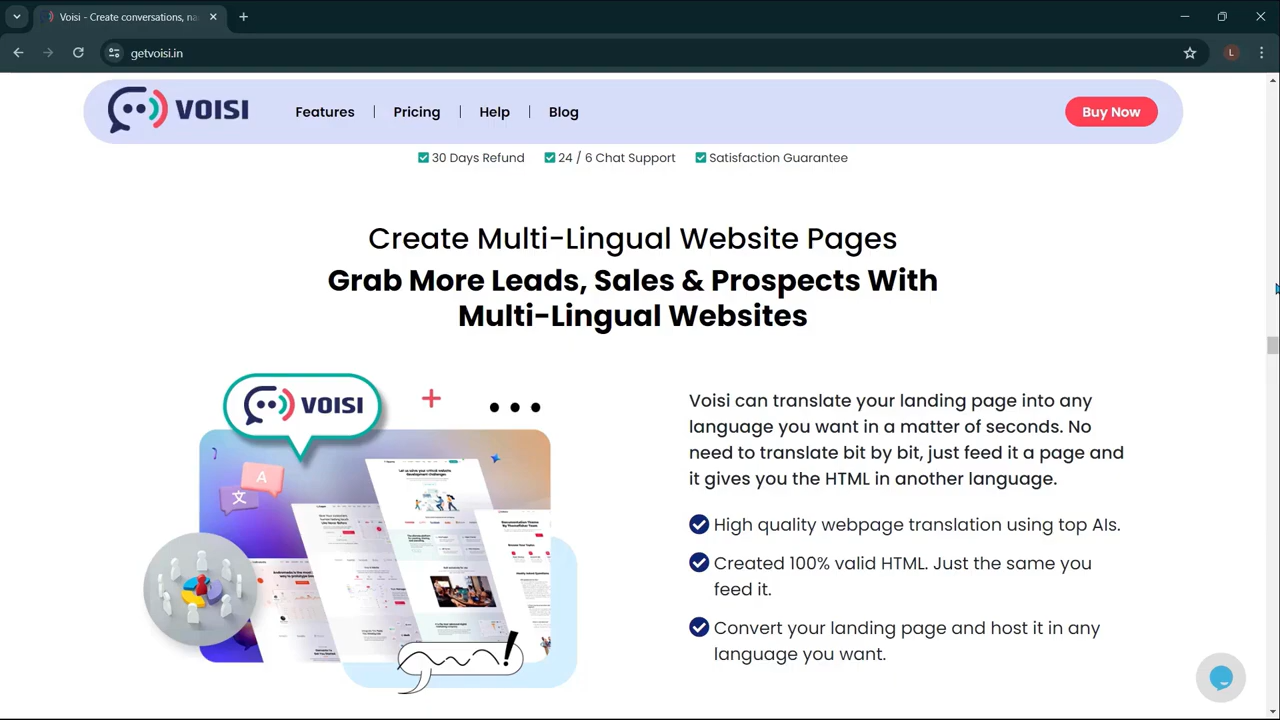 Voisi - Create conversations, na
getvoisi.in
L
VOISI
Features
Pricing
Help
Blog
Buy Now
30 Days Refund
24 / 6 Chat Support
Satisfaction Guarantee
Create Multi-Lingual Website Pages
Grab More Leads, Sales & Prospects With
Multi-Lingual Websites
VOISI
A
文
Voisi can translate your landing page into any
language you want in a matter of seconds. No
need to translate bit by bit, just feed it a page and
it gives you the HTML in another language.
High quality webpage translation using top AIs.
Created 100% valid HTML. Just the same you
feed it.
Convert your landing page and host it in any
language you want.